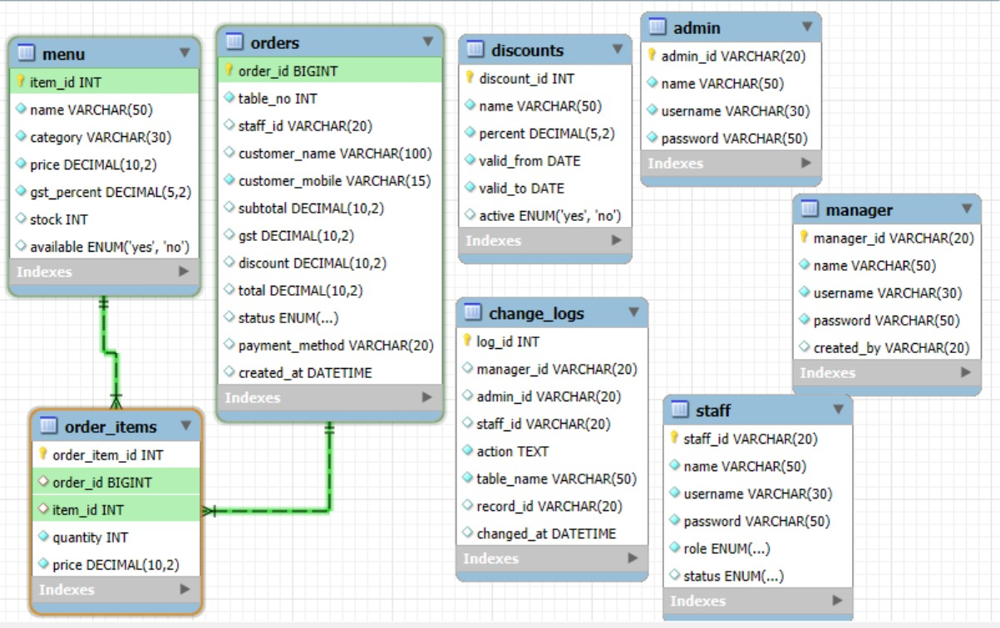 menu
item_id INT
name VARCHAR(50)
category VARCHAR(30)
price DECIMAL(10,2)
gst_percent DECIMAL(5,2)
stock INT
available ENUM('yes', 'no')
Indexes
orders
order_id BIGINT
table_no INT
staff_id VARCHAR(20)
customer_name VARCHAR(100)
customer_mobile VARCHAR(15)
subtotal DECIMAL(10,2)
gst DECIMAL(10,2)
discount DECIMAL(10,2)
total DECIMAL(10,2)
status ENUM(...)
payment_method VARCHAR(20)
created_at DATETIME
Indexes
discounts
discount_id INT
name VARCHAR(50)
percent DECIMAL(5,2)
valid_from DATE
valid_to DATE
active ENUM('yes', 'no')
Indexes
admin
admin_id VARCHAR(20)
name VARCHAR(50)
username VARCHAR(30)
password VARCHAR(50)
Indexes
manager
manager_id VARCHAR(20)
name VARCHAR(50)
username VARCHAR(30)
password VARCHAR(50)
created_by VARCHAR(20)
Indexes
order_items
order_item_id INT
order_id BIGINT
item_id INT
quantity INT
price DECIMAL(10,2)
Indexes
change_logs
log_id INT
manager_id VARCHAR(20)
admin_id VARCHAR(20)
staff_id VARCHAR(20)
action TEXT
table_name VARCHAR(50)
record_id VARCHAR(20)
changed_at DATETIME
Indexes
staff
staff_id VARCHAR(20)
name VARCHAR(50)
username VARCHAR(30)
password VARCHAR(50)
role ENUM(...)
status ENUM(...)
Indexes